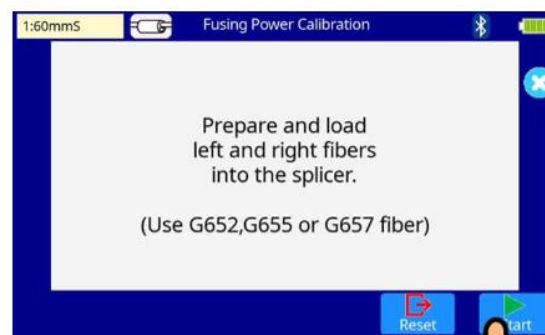 1:60mmS
Fusing Power Calibration
Prepare and load
left and right fibers
into the splicer.
(Use G652,G655 or G657 fiber)
Reset
tart